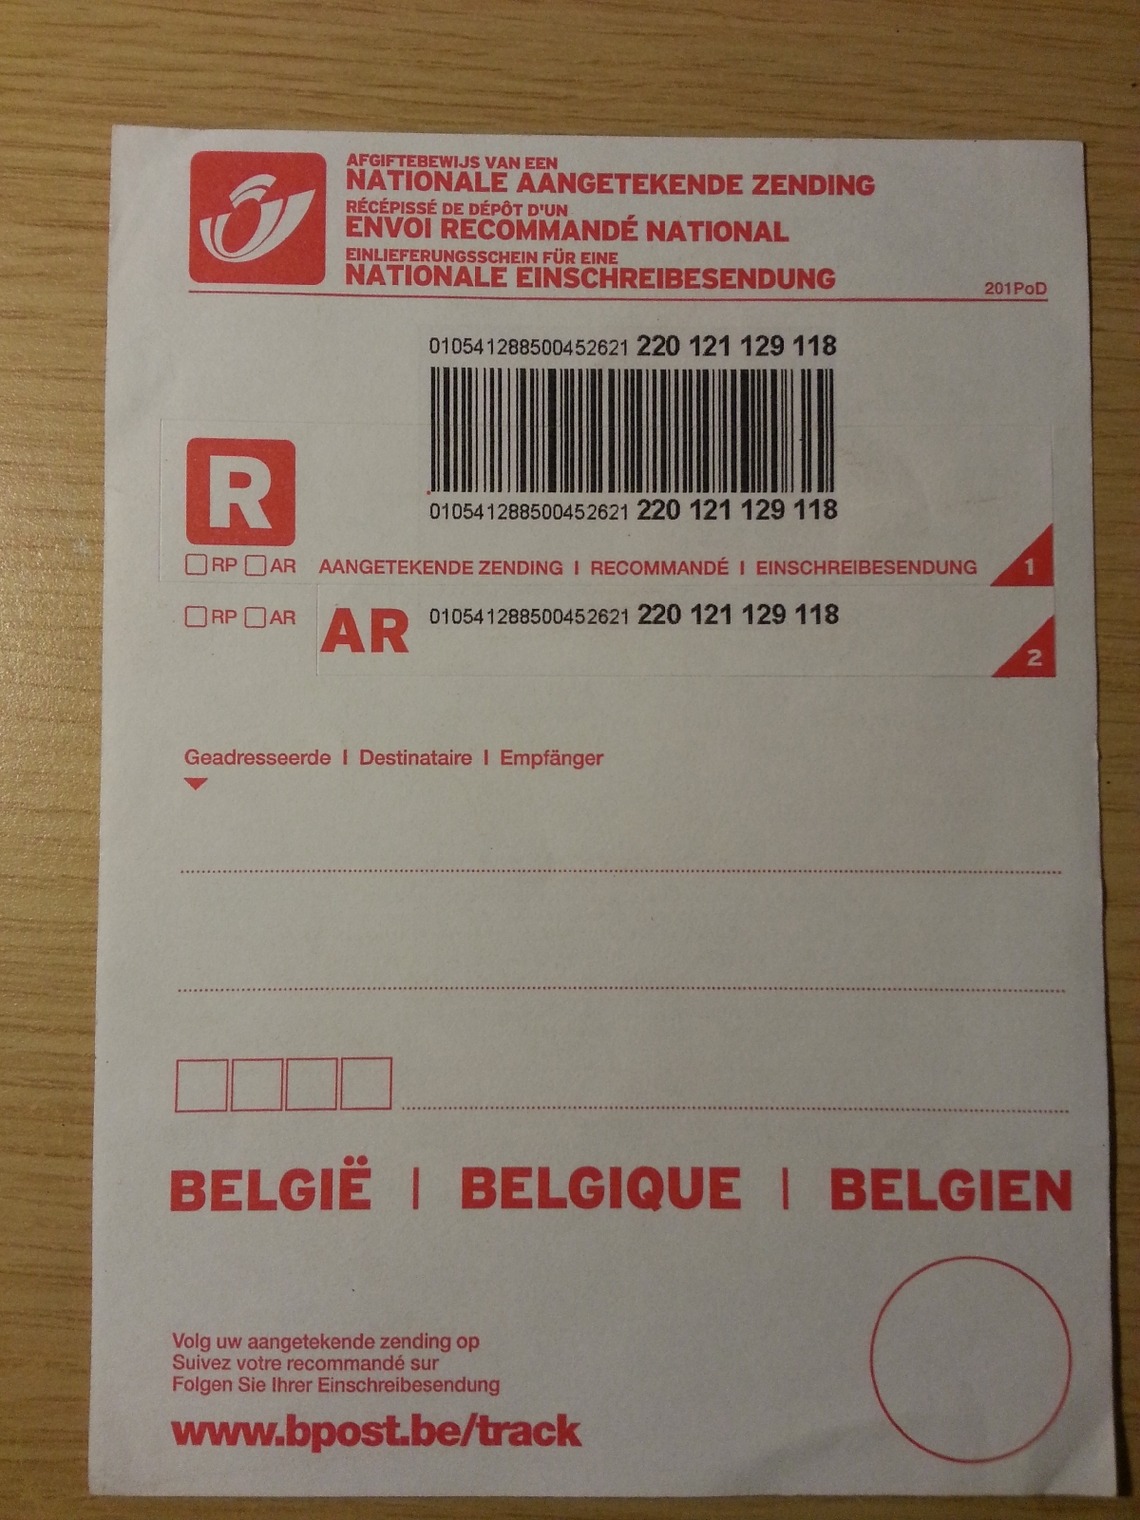 AFGIFTEBEWIJS VAN EEN
NATIONALE AANGETEKENDE ZENDING
RÉCÉPISSÉ DE DÉPÔT D'UN
ENVOI RECOMMANDÉ NATIONAL
EINLIEFERUNGSSCHEIN FÜR EINE
NATIONALE EINSCHREIBESENDUNG
201PoD
010541288500452621 220 121 129 118
R
010541288500452621 220 121 129 118
RP AR AANGETEKENDE ZENDING I RECOMMANDÉ I EINSCHREIBESENDUNG 1
RP AR AR 010541288500452621 220 121 129 118
2
Geadresseerde I Destinataire I Empfänger
BELGIË | BELGIQUE | BELGIEN
Volg uw aangetekende zending op
Suivez votre recommandé sur
Folgen Sie Ihrer Einschreibesendung
www.bpost.be/track